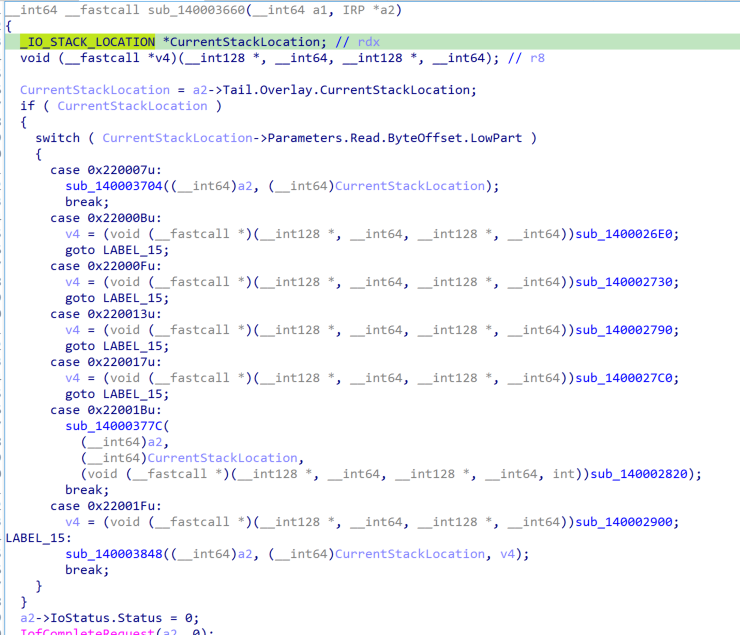 __int64 __fastcall sub_140003660(__int64 a1, IRP *a2)
{
  _IO_STACK_LOCATION *CurrentStackLocation; // rdx
  void (__fastcall *v4)(__int128 *, __int64, __int128 *, __int64); // r8
  CurrentStackLocation = a2->Tail.Overlay.CurrentStackLocation;
  if ( CurrentStackLocation )
  {
    switch ( CurrentStackLocation->Parameters.Read.ByteOffset.LowPart )
    {
      case 0x220007u:
        sub_140003704((__int64)a2, (__int64)CurrentStackLocation);
        break;
      case 0x22000Bu:
        v4 = (void (__fastcall *)(__int128 *, __int64, __int128 *, __int64))sub_1400026E0;
        goto LABEL_15;
      case 0x22000Fu:
        v4 = (void (__fastcall *)(__int128 *, __int64, __int128 *, __int64))sub_140002730;
        goto LABEL_15;
      case 0x220013u:
        v4 = (void (__fastcall *)(__int128 *, __int64, __int128 *, __int64))sub_140002790;
        goto LABEL_15;
      case 0x220017u:
        v4 = (void (__fastcall *)(__int128 *, __int64, __int128 *, __int64))sub_1400027C0;
        goto LABEL_15;
      case 0x22001Bu:
        sub_14000377C(
          (__int64)a2,
          (__int64)CurrentStackLocation,
          (void (__fastcall *)(__int128 *, __int64, __int128 *, __int64, int))sub_140002820);
        break;
      case 0x22001Fu:
        v4 = (void (__fastcall *)(__int128 *, __int64, __int128 *, __int64))sub_140002900;
LABEL_15:
        sub_140003848((__int64)a2, (__int64)CurrentStackLocation, v4);
        break;
    }
  }
  a2->IoStatus.Status = 0;
  IofCompleteRequest(a2, 0);